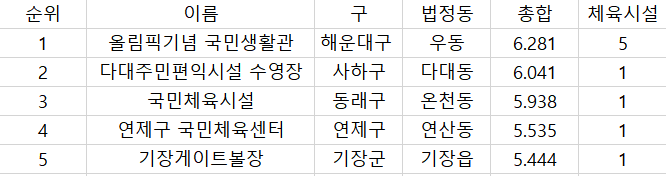 순위 이름 구 법정동 총합 체육시설
1 올림픽기념 국민생활관 해운대구 우동 6.281 5
2 다대주민편익시설 수영장 사하구 다대동 6.041 1
3 국민체육시설 동래구 온천동 5.938 1
4 연제구 국민체육센터 연제구 연산동 5.535 1
5 기장게이트볼장 기장군 기장읍 5.444 1